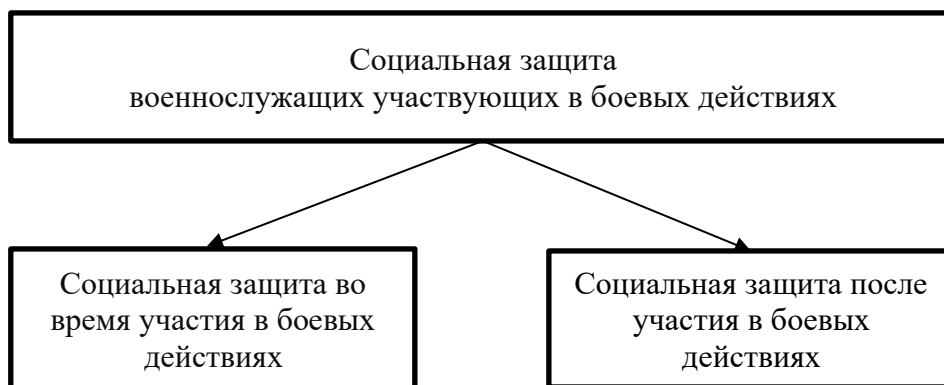 Социальная защита
военнослужащих участвующих в боевых действиях
Социальная защита во
время участия в боевых
действиях
Социальная защита после
участия в боевых
действиях